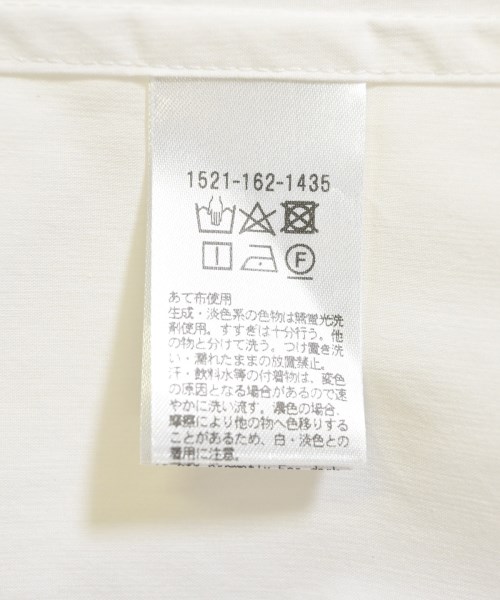 1521-162-1435
F
あて布使用
生成・淡色系の色物は無蛍光洗
剤使用。すすぎは十分行う。他
の物と分けて洗う。つけ置き洗
い・濡れたままの放置禁止。
汗・飲料水等の付着物は、変色
の原因となる場合があるので速
やかに洗い流す。濃色の場合、
摩擦により他の物へ色移りする
ことがあるため、白・淡色との
着用に注意。